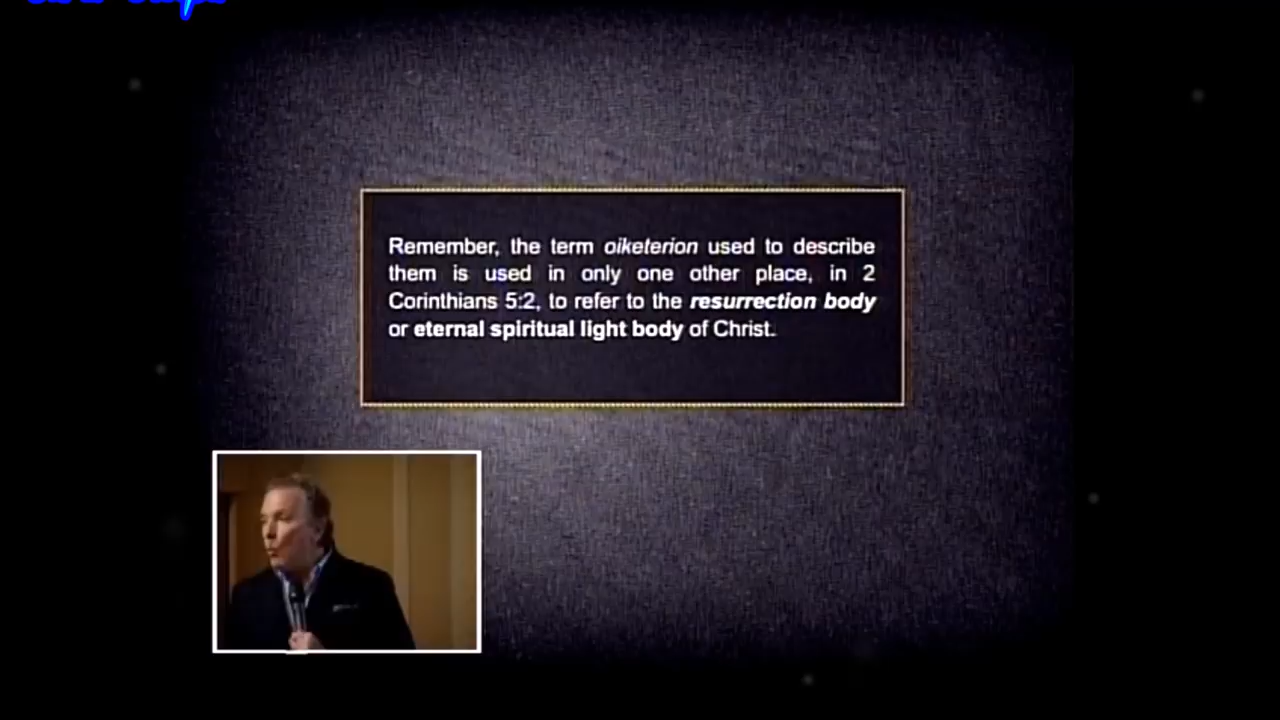 Remember, the term oiketerion used to describe
them is used in only one other place, in 2
Corinthians 5:2, to refer to the resurrection body
or eternal spiritual light body of Christ.